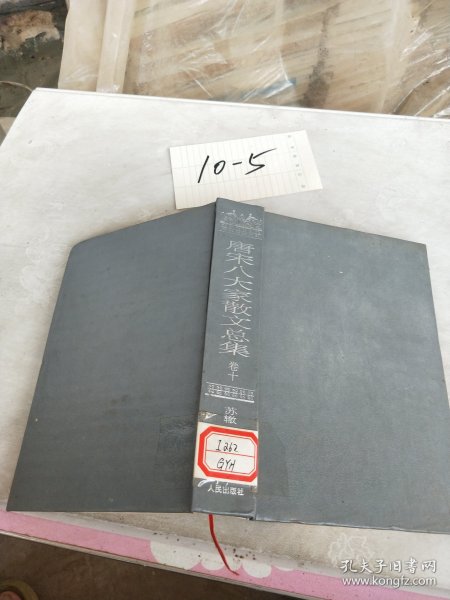 10-5
唐宋八大家散文总集
卷十
苏辙
I262
GYH
人民出版社
孔夫子旧书网
www.kongfz.com